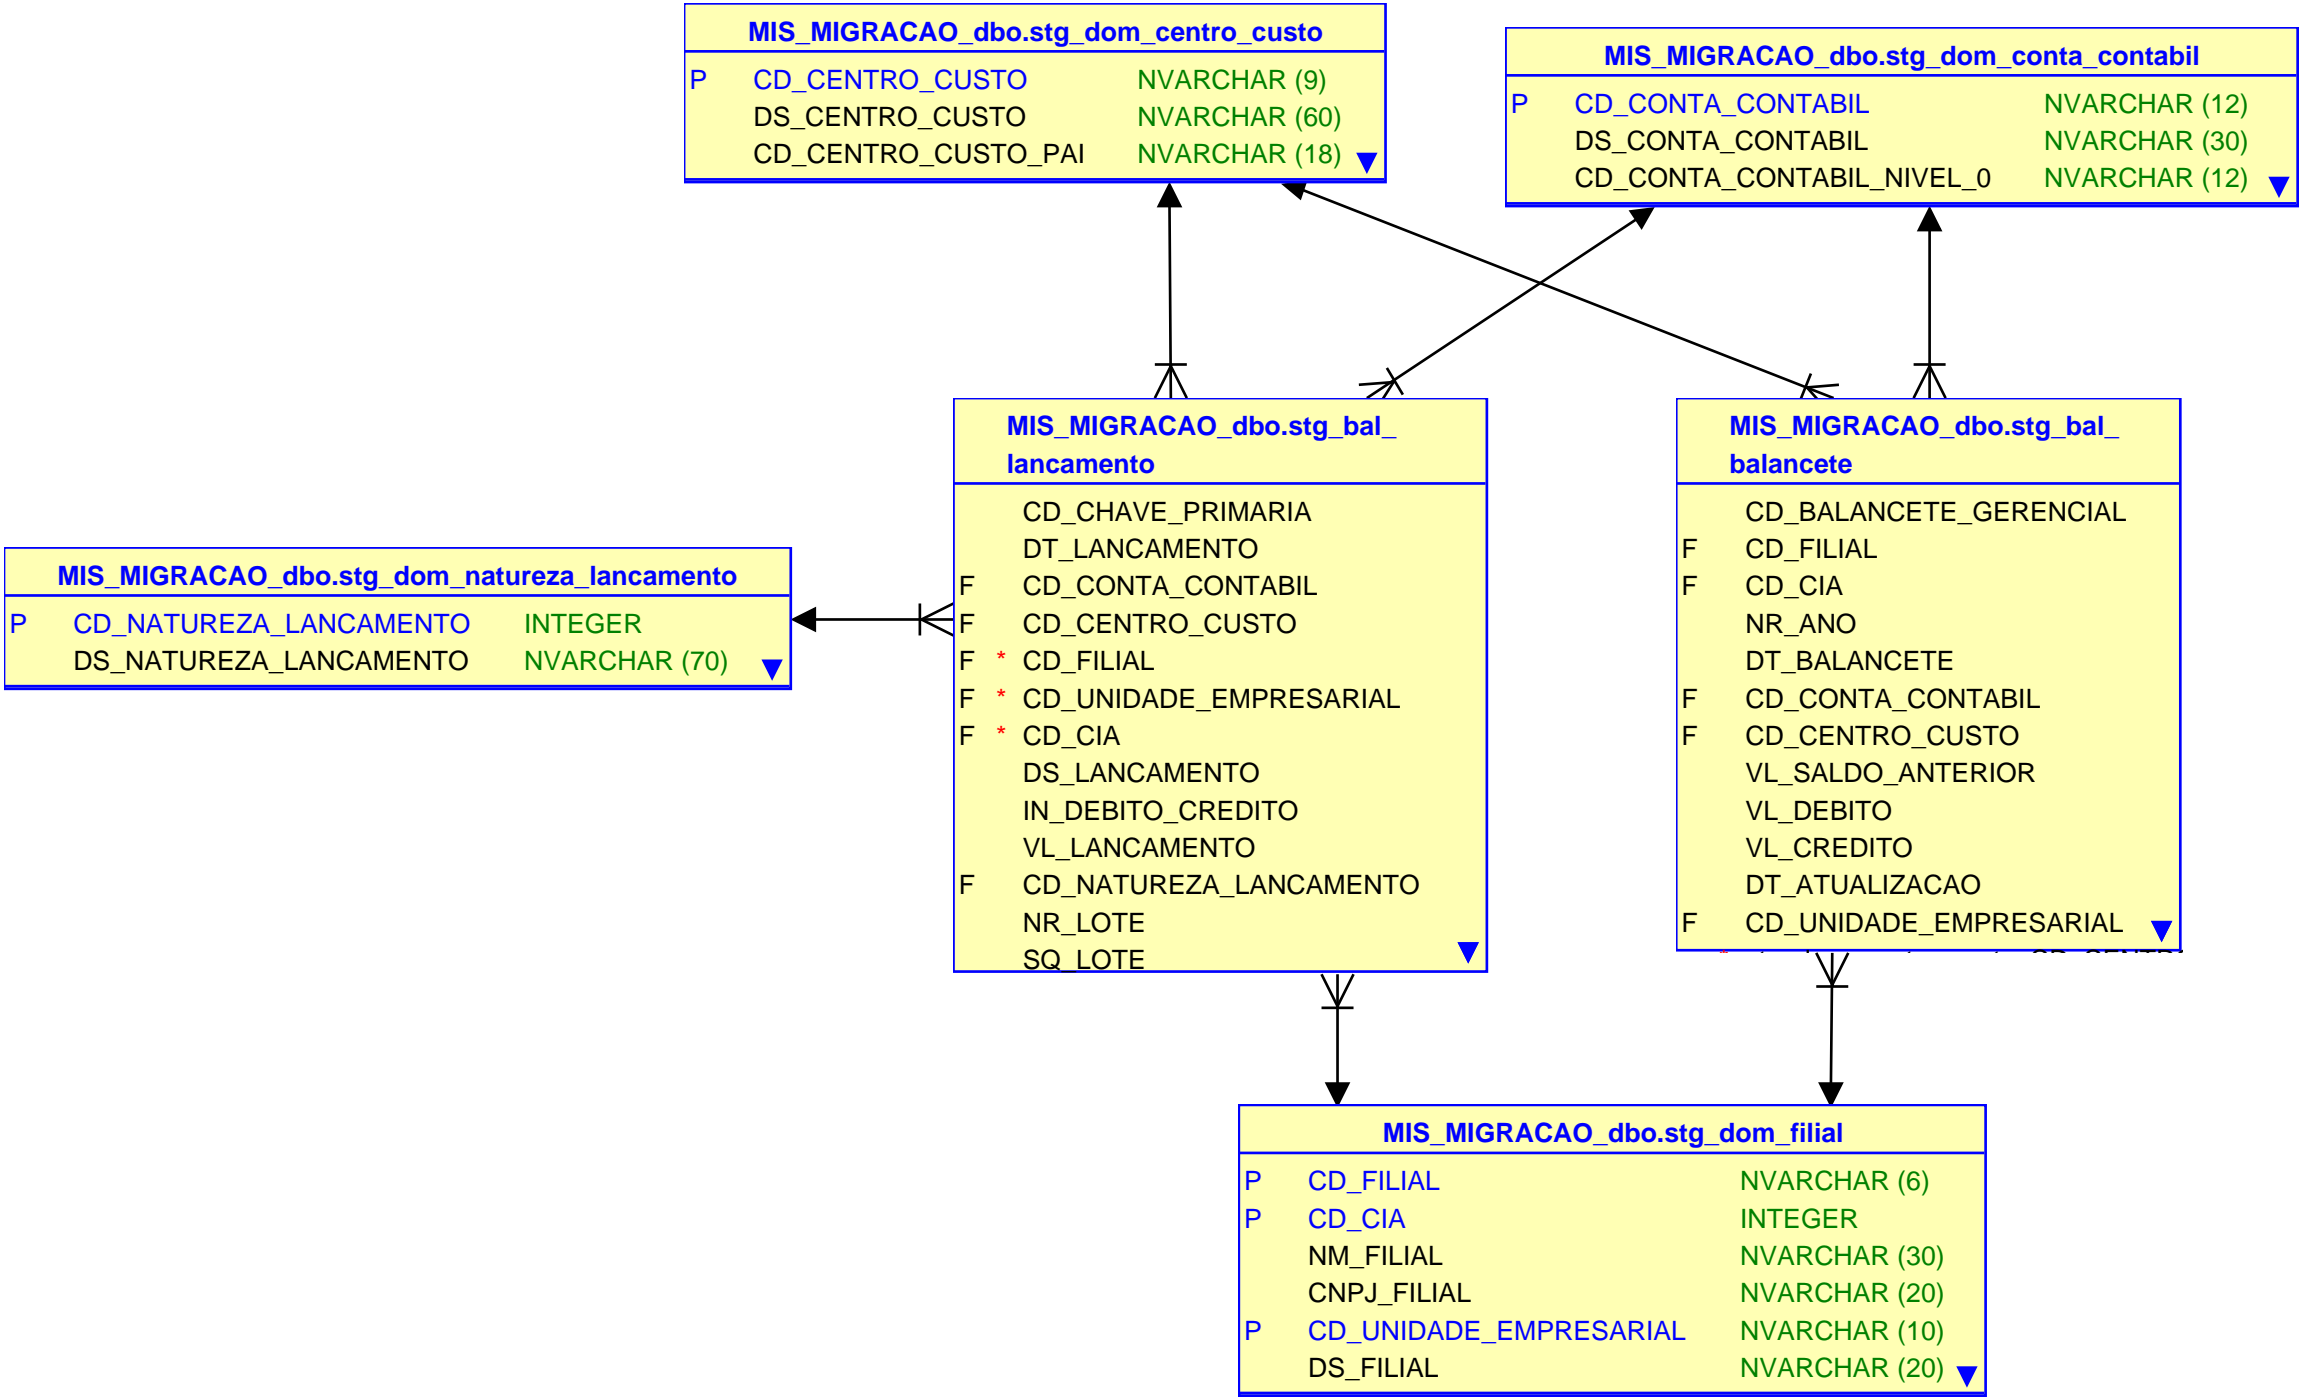 MIS_MIGRACAO_dbo.stg_dom_centro_custo
P CD_CENTRO_CUSTO NVARCHAR (9)
DS_CENTRO_CUSTO NVARCHAR (60)
CD_CENTRO_CUSTO_PAI NVARCHAR (18)
MIS_MIGRACAO_dbo.stg_dom_conta_contabil
P CD_CONTA_CONTABIL NVARCHAR (12)
DS_CONTA_CONTABIL NVARCHAR (30)
CD_CONTA_CONTABIL_NIVEL_0 NVARCHAR (12)
MIS_MIGRACAO_dbo.stg_dom_natureza_lancamento
P CD_NATUREZA_LANCAMENTO INTEGER
DS_NATUREZA_LANCAMENTO NVARCHAR (70)
MIS_MIGRACAO_dbo.stg_bal_
lancamento
CD_CHAVE_PRIMARIA
DT_LANCAMENTO
F CD_CONTA_CONTABIL
F CD_CENTRO_CUSTO
F * CD_FILIAL
F * CD_UNIDADE_EMPRESARIAL
F * CD_CIA
DS_LANCAMENTO
IN_DEBITO_CREDITO
VL_LANCAMENTO
F CD_NATUREZA_LANCAMENTO
NR_LOTE
SQ_LOTE
MIS_MIGRACAO_dbo.stg_bal_
balancete
CD_BALANCETE_GERENCIAL
F CD_FILIAL
F CD_CIA
NR_ANO
DT_BALANCETE
F CD_CONTA_CONTABIL
F CD_CENTRO_CUSTO
VL_SALDO_ANTERIOR
VL_DEBITO
VL_CREDITO
DT_ATUALIZACAO
F CD_UNIDADE_EMPRESARIAL
MIS_MIGRACAO_dbo.stg_dom_filial
P CD_FILIAL NVARCHAR (6)
P CD_CIA INTEGER
NM_FILIAL NVARCHAR (30)
CNPJ_FILIAL NVARCHAR (20)
P CD_UNIDADE_EMPRESARIAL NVARCHAR (10)
DS_FILIAL NVARCHAR (20)